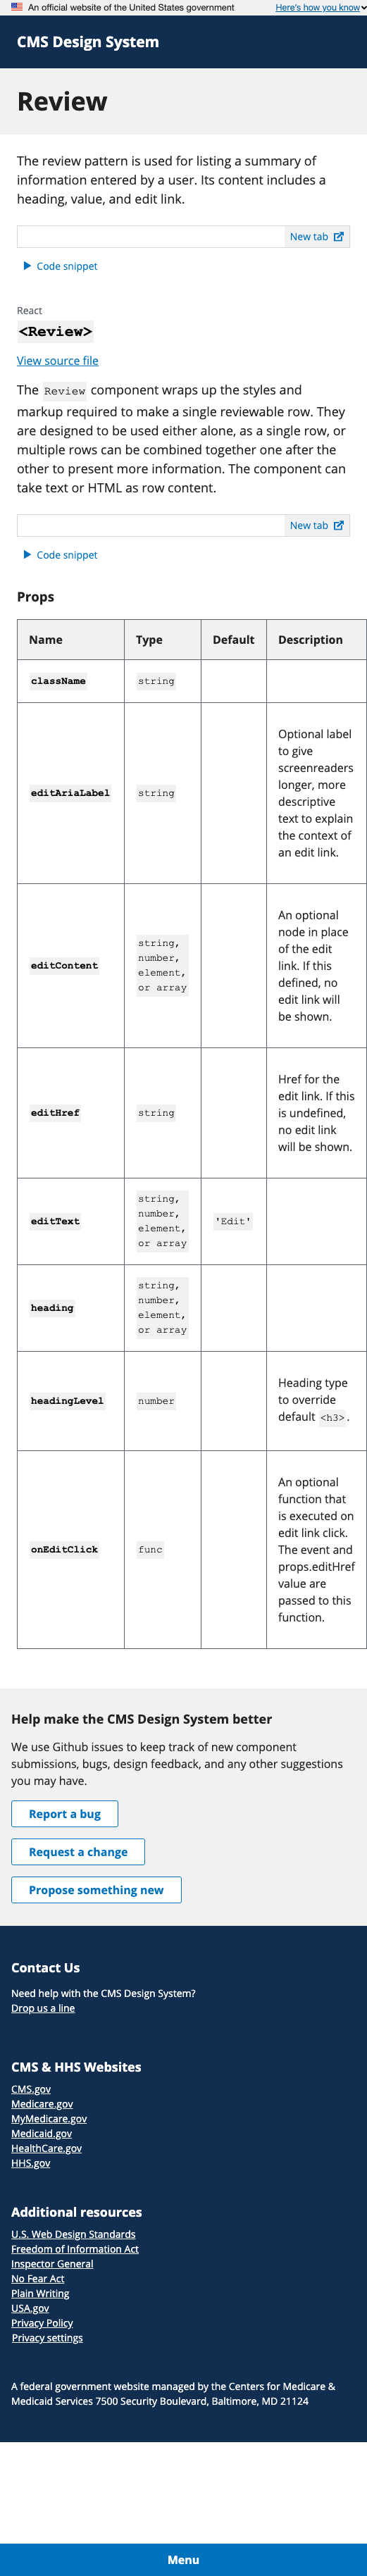 An official website of the United States government
Here's how you know
CMS Design System
Review
The review pattern is used for listing a summary of
information entered by a user. Its content includes a
heading, value, and edit link.
New tab
Code snippet
React
<Review>
View source file
The Review component wraps up the styles and
markup required to make a single reviewable row. They
are designed to be used either alone, as a single row, or
multiple rows can be combined together one after the
other to present more information. The component can
take text or HTML as row content.
New tab
Code snippet
Props
Name Type Default Description
className string
editAriaLabel string
Optional label
to give
screenreaders
longer, more
descriptive
text to explain
the context of
an edit link.
editContent
string,
number,
element,
or array
An optional
node in place
of the edit
link. If this
defined, no
edit link will
be shown.
editHref string
Href for the
edit link. If this
is undefined,
no edit link
will be shown.
editText
string,
number,
element,
or array
'Edit'
heading
string,
number,
element,
or array
headingLevel number
Heading type
to override
default <h3>.
onEditClick func
An optional
function that
is executed on
edit link click.
The event and
props.editHref
value are
passed to this
function.
Help make the CMS Design System better
We use Github issues to keep track of new component
submissions, bugs, design feedback, and any other suggestions
you may have.
Report a bug
Request a change
Propose something new
Contact Us
Need help with the CMS Design System?
Drop us a line
CMS & HHS Websites
CMS.gov
Medicare.gov
MyMedicare.gov
Medicaid.gov
HealthCare.gov
HHS.gov
Additional resources
U.S. Web Design Standards
Freedom of Information Act
Inspector General
No Fear Act
Plain Writing
USA.gov
Privacy Policy
Privacy settings
A federal government website managed by the Centers for Medicare &
Medicaid Services 7500 Security Boulevard, Baltimore, MD 21124
Menu